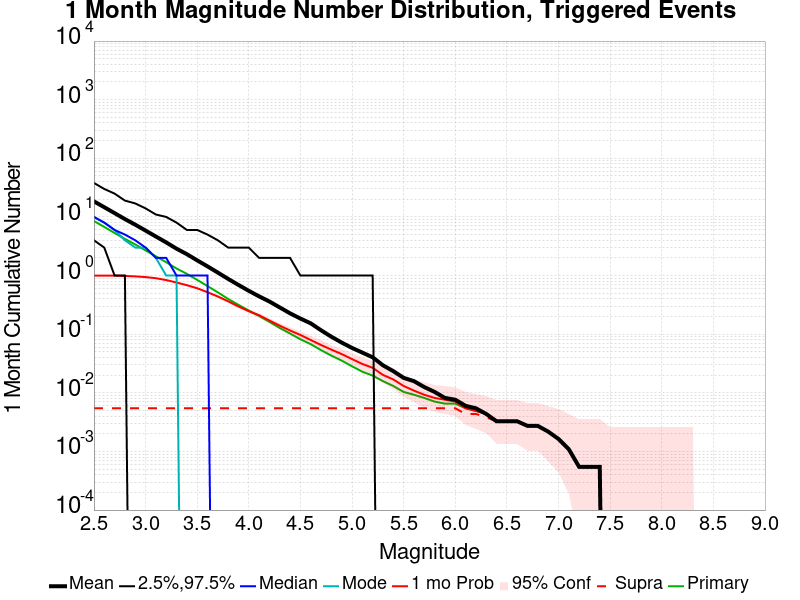 1 Month Magnitude Number Distribution, Triggered Events
1 Month Cumulative Number
10^4
10^3
10^2
10^1
10^0
10^-1
10^-2
10^-3
10^-4
2.5 3.0 3.5 4.0 4.5 5.0 5.5 6.0 6.5 7.0 7.5 8.0 8.5 9.0
Magnitude
Mean 2.5%,97.5% Median Mode 1 mo Prob 95% Conf Supra Primary